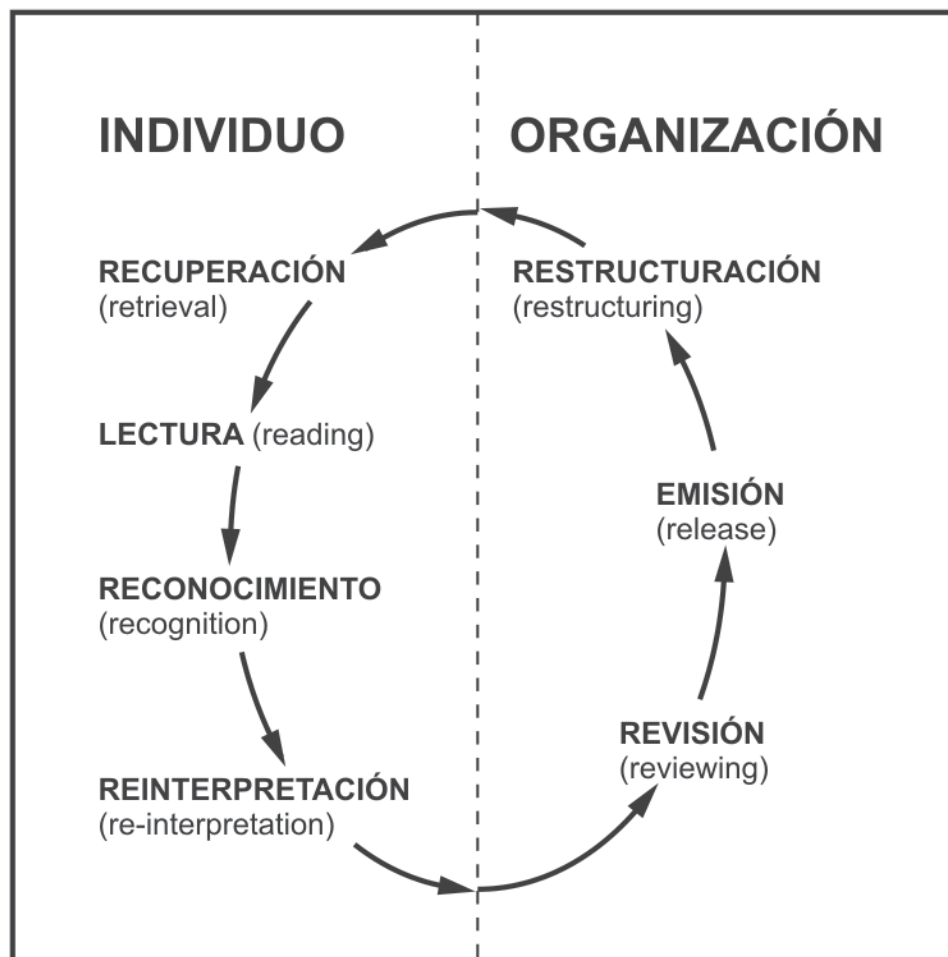 INDIVIDUO
RECUPERACIÓN
(retrieval)
LECTURA (reading)
RECONOCIMIENTO
(recognition)
REINTERPRETACIÓN
(re-interpretation)
ORGANIZACIÓN
RESTRUCTURACIÓN
(restructuring)
EMISIÓN
(release)
REVISIÓN
(reviewing)